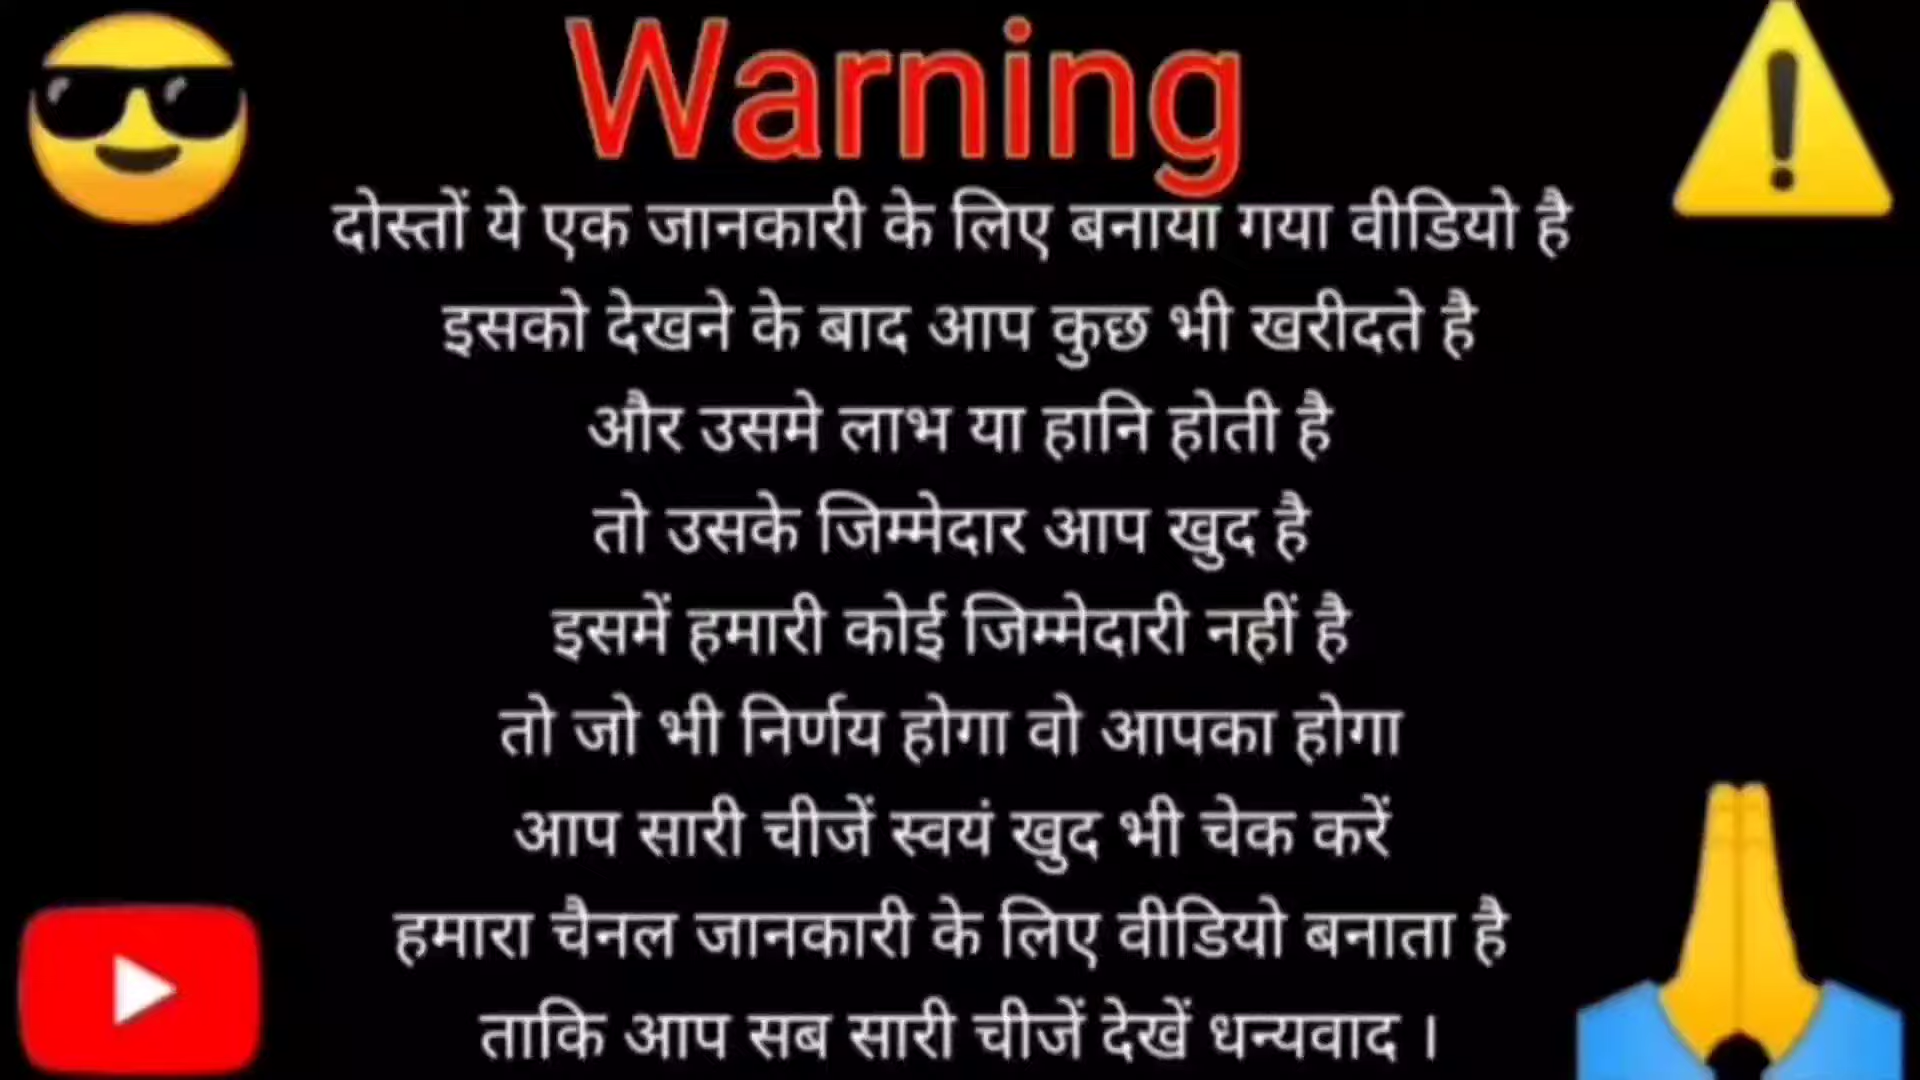 Warning
दोस्तों ये एक जानकारी के लिए बनाया गया वीडियो है
इसको देखने के बाद आप कुछ भी खरीदते है
और उसमे लाभ या हानि होती है
तो उसके जिम्मेदार आप खुद है
इसमें हमारी कोई जिम्मेदारी नहीं है
तो जो भी निर्णय होगा वो आपका होगा
आप सारी चीजें स्वयं खुद भी चेक करें
हमारा चैनल जानकारी के लिए वीडियो बनाता है
ताकि आप सब सारी चीजें देखें धन्यवाद ।